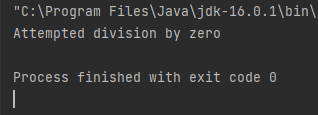 "C:\Program Files\Java\jdk-16.0.1\bin\
Attempted division by zero
Process finished with exit code 0